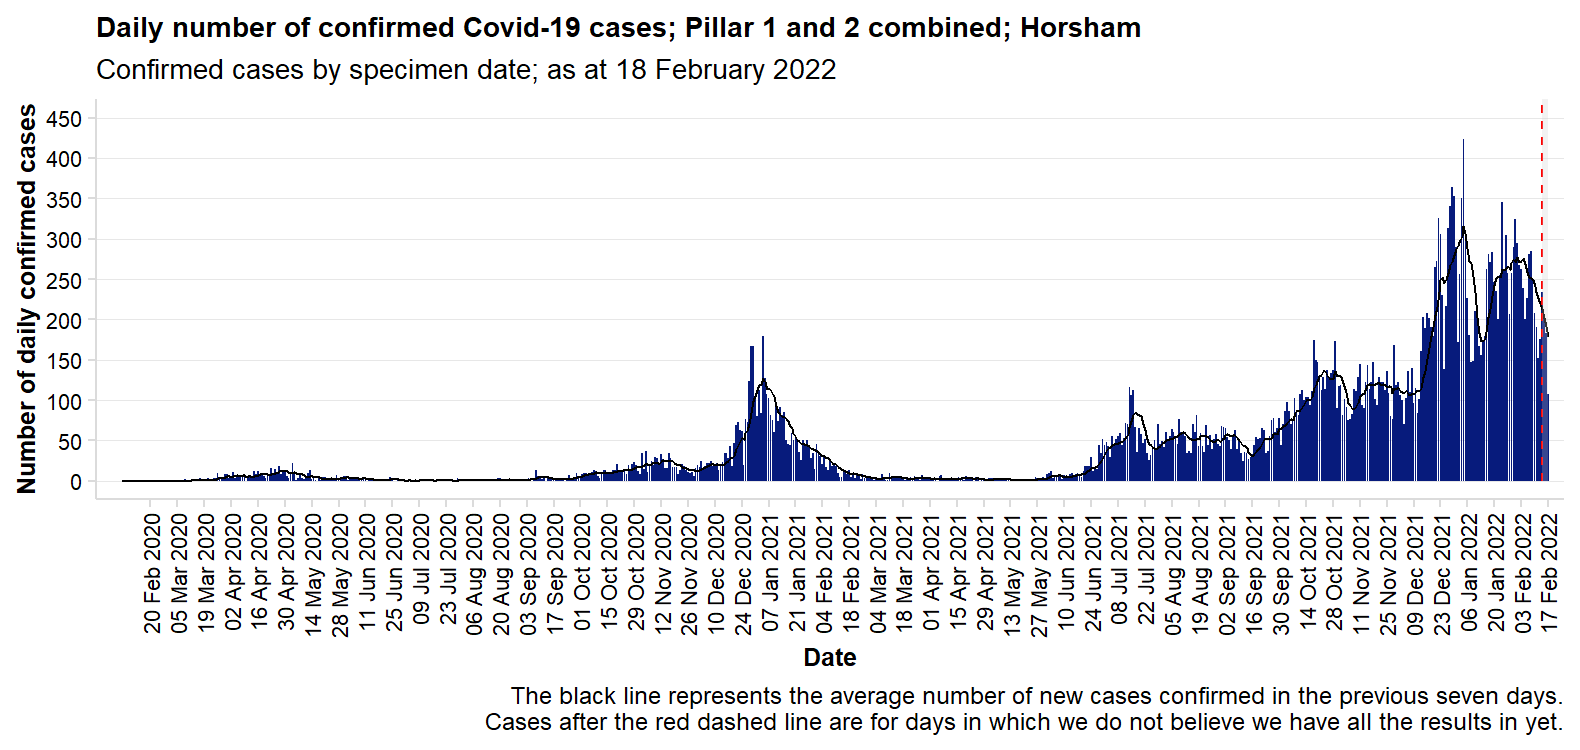 Daily number of confirmed Covid-19 cases; Pillar 1 and 2 combined; Horsham
Confirmed cases by specimen date; as at 18 February 2022
Number of daily confirmed cases
450
400
350
300
250
200
150
100
50
0
20 Feb 2020
05 Mar 2020
19 Mar 2020
02 Apr 2020
16 Apr 2020
30 Apr 2020
14 May 2020
28 May 2020
11 Jun 2020
25 Jun 2020
09 Jul 2020
23 Jul 2020
06 Aug 2020
20 Aug 2020
03 Sep 2020
17 Sep 2020
01 Oct 2020
15 Oct 2020
29 Oct 2020
12 Nov 2020
26 Nov 2020
10 Dec 2020
24 Dec 2020
07 Jan 2021
21 Jan 2021
04 Feb 2021
18 Feb 2021
04 Mar 2021
18 Mar 2021
01 Apr 2021
15 Apr 2021
29 Apr 2021
13 May 2021
27 May 2021
10 Jun 2021
24 Jun 2021
08 Jul 2021
22 Jul 2021
05 Aug 2021
19 Aug 2021
02 Sep 2021
16 Sep 2021
30 Sep 2021
14 Oct 2021
28 Oct 2021
11 Nov 2021
25 Nov 2021
09 Dec 2021
23 Dec 2021
06 Jan 2022
20 Jan 2022
03 Feb 2022
17 Feb 2022
Date
The black line represents the average number of new cases confirmed in the previous seven days.
Cases after the red dashed line are for days in which we do not believe we have all the results in yet.